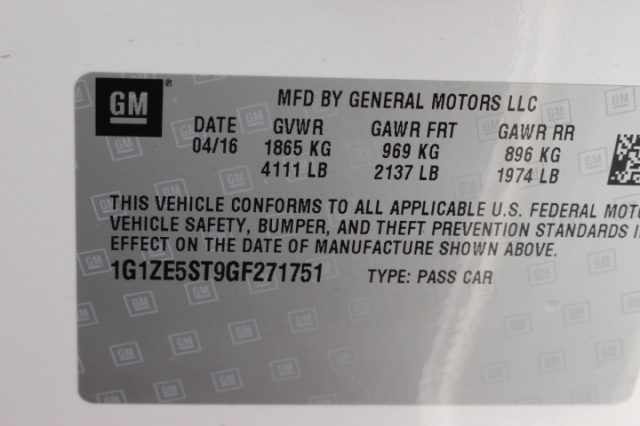 GM
MFD BY GENERAL MOTORS LLC
DATE GVWR GAWR FRT GAWR RR
04/16 1865 KG 969 KG 896 KG
4111 LB 2137 LB 1974 LB
THIS VEHICLE CONFORMS TO ALL APPLICABLE U.S. FEDERAL
VEHICLE SAFETY, BUMPER, AND THEFT PREVENTION STANDARDS
EFFECT ON THE DATE OF MANUFACTURE SHOWN ABOVE.
1G1ZE5ST9GF271751 TYPE: PASS CAR